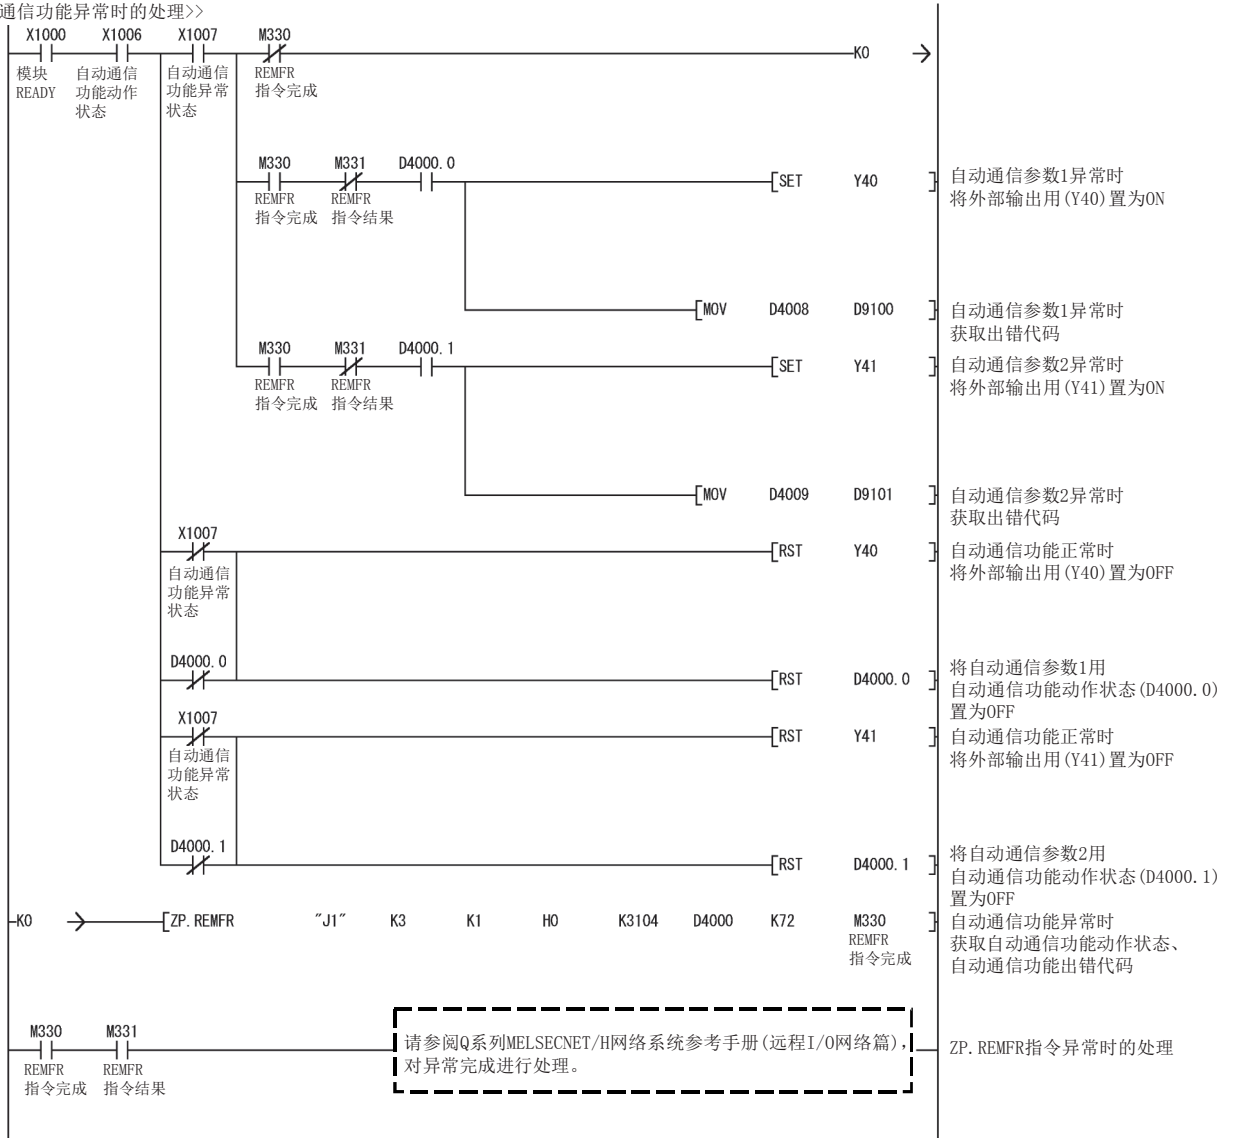 通信功能异常时的处理>>
X1000 X1006 X1007 M330
K0
模块 READY
自动通信功能动作状态
自动通信功能异常状态
REMFR 指令完成
M330 M331 D4000.0
SET Y40
REMFR 指令完成
REMFR 指令结果
自动通信参数1异常时
将外部输出用(Y40)置为ON
MOV D4008 D9100
自动通信参数1异常时
获取出错代码
M330 M331 D4000.1
SET Y41
REMFR 指令完成
REMFR 指令结果
自动通信参数2异常时
将外部输出用(Y41)置为ON
MOV D4009 D9101
自动通信参数2异常时
获取出错代码
X1007
RST Y40
自动通信功能异常状态
自动通信功能正常时
将外部输出用(Y40)置为OFF
D4000.0
RST D4000.0
将自动通信参数1用
自动通信功能动作状态(D4000.0)
置为OFF
X1007
RST Y41
自动通信功能异常状态
自动通信功能正常时
将外部输出用(Y41)置为OFF
D4000.1
RST D4000.1
将自动通信参数2用
自动通信功能动作状态(D4000.1)
置为OFF
K0 ZP.REMFR "J1" K3 K1 H0 K3104 D4000 K72 M330
REMFR 指令完成
自动通信功能异常时
获取自动通信功能动作状态、
自动通信功能出错代码
M330 M331
REMFR 指令完成
REMFR 指令结果
请参阅Q系列MELSECNET/H网络系统参考手册(远程I/O网络篇),
对异常完成进行处理。
ZP.REMFR指令异常时的处理